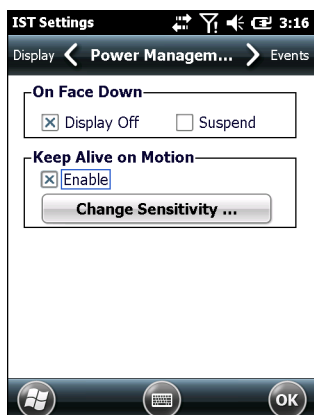 IST Settings 3:16
Display Power Managem... Events
On Face Down
Display Off Suspend
Keep Alive on Motion
Enable
Change Sensitivity ...
OK